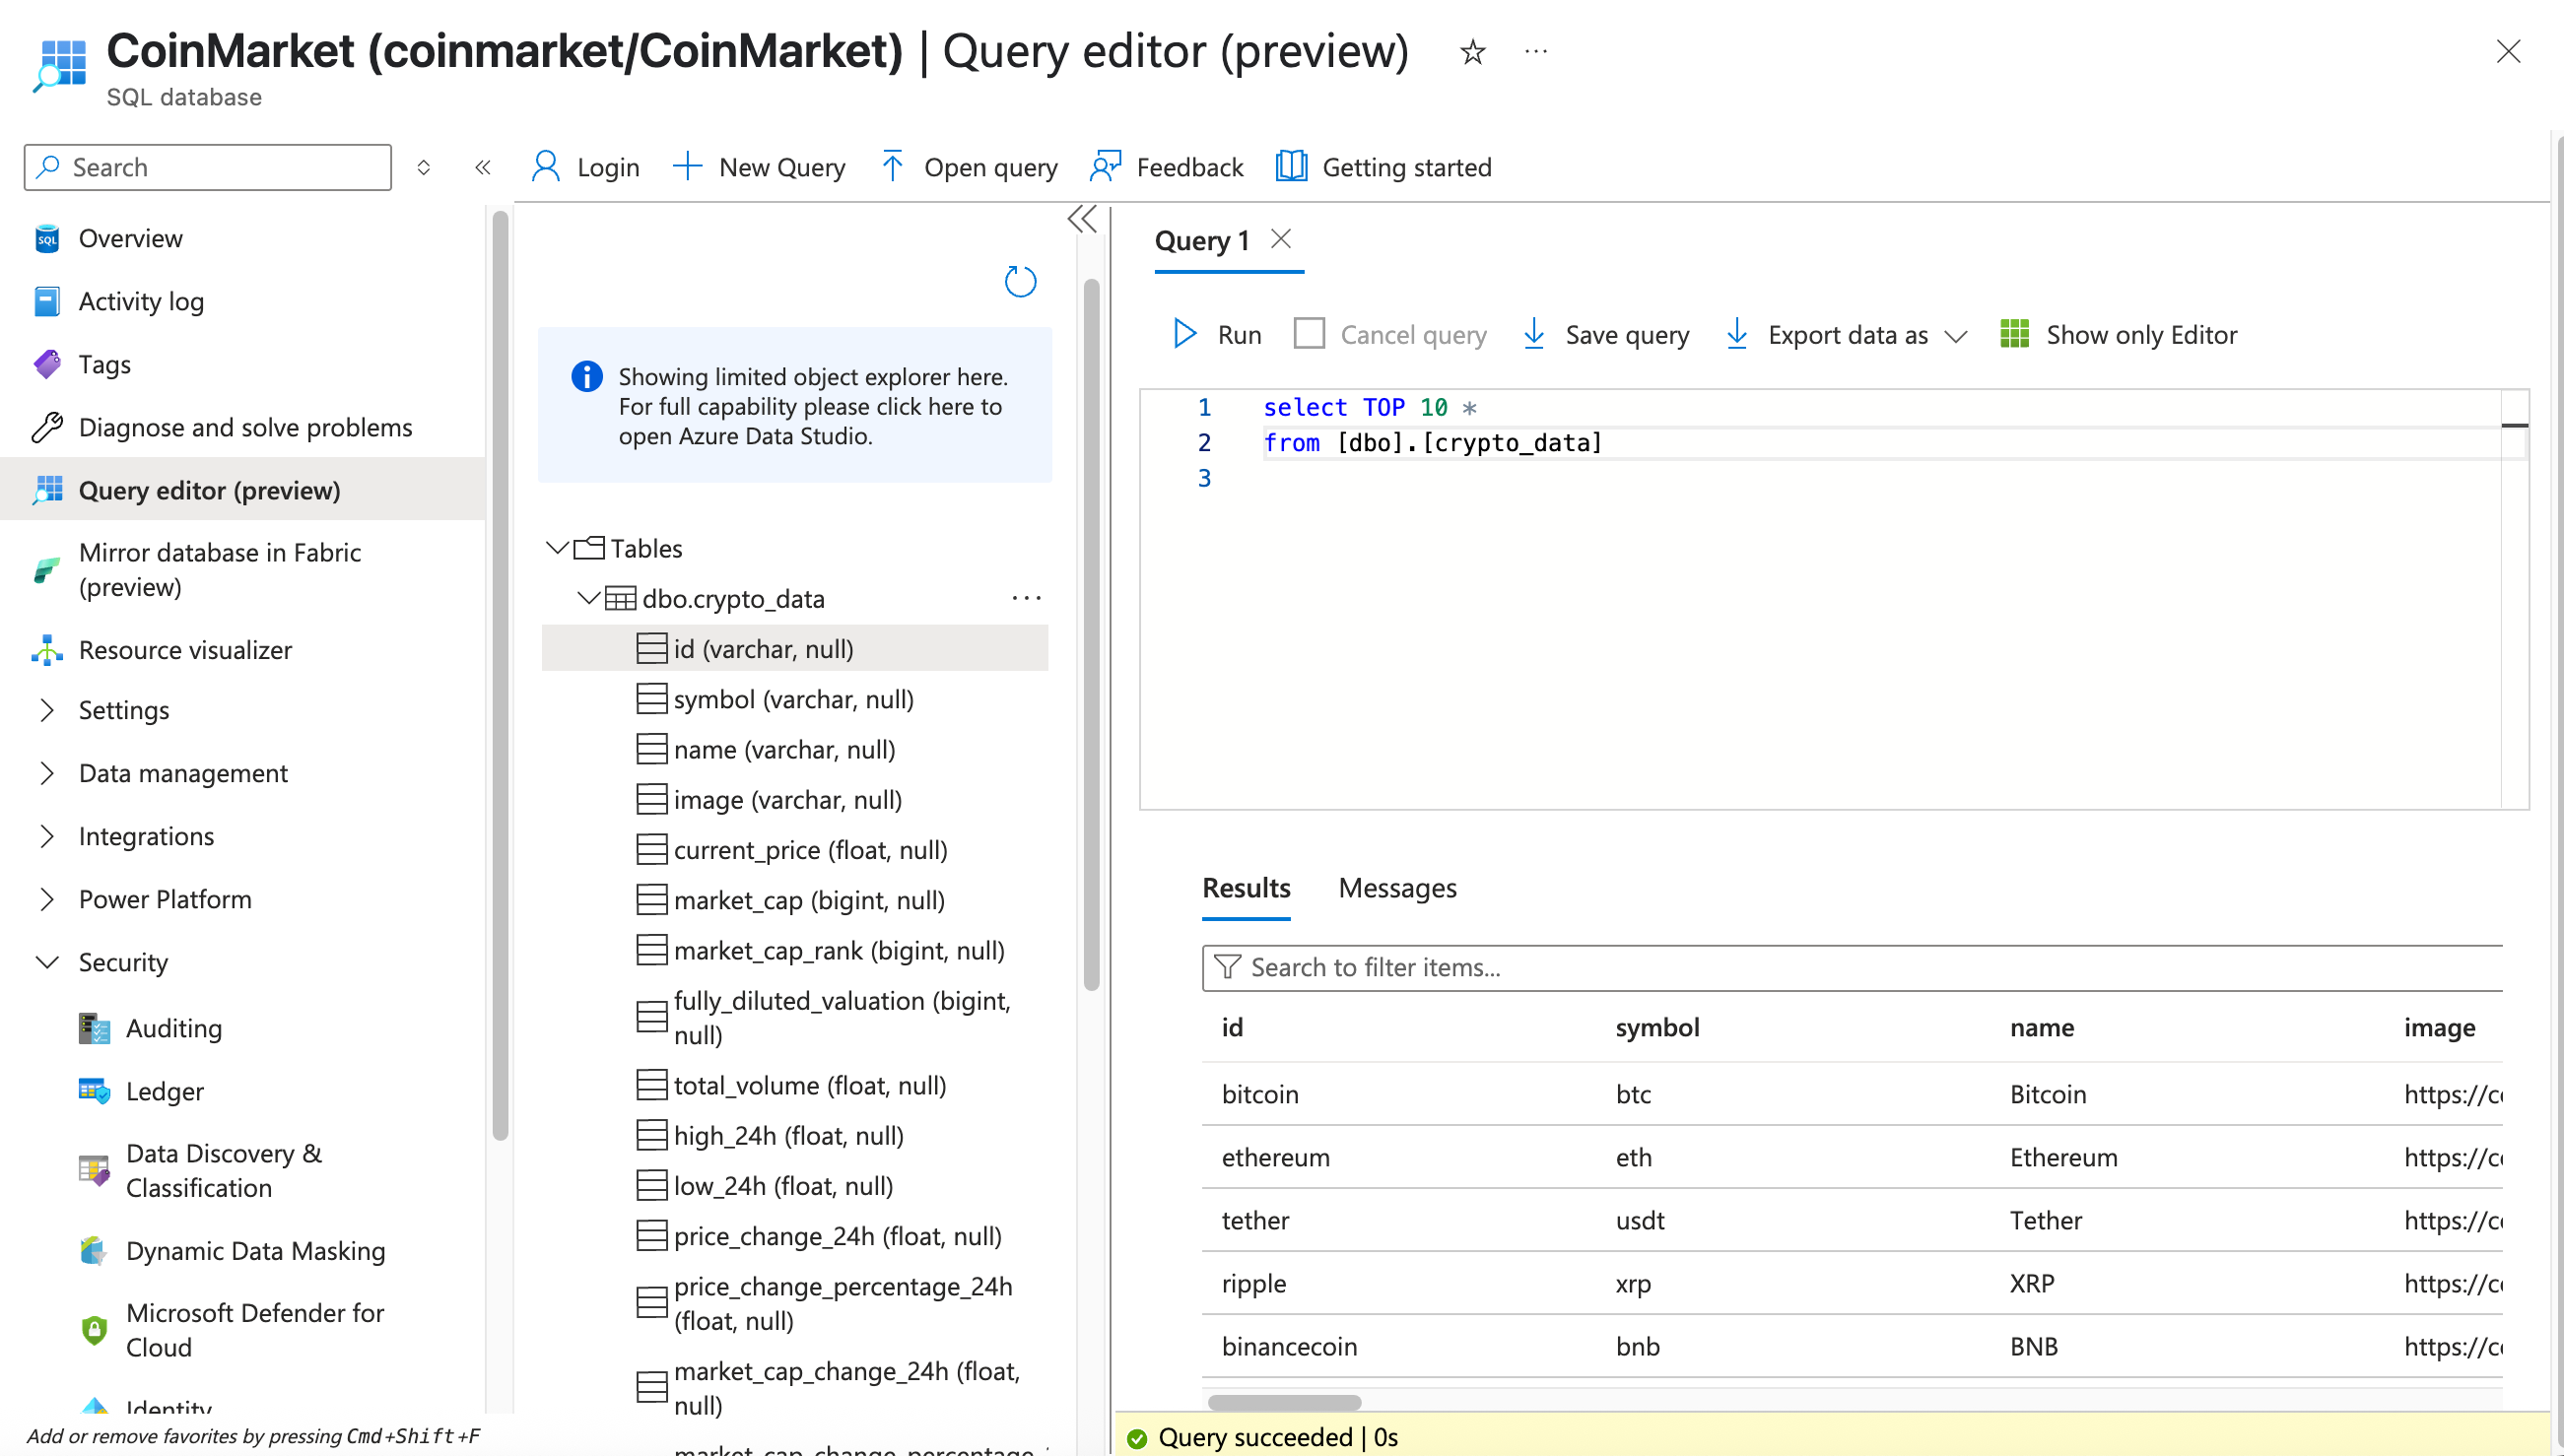 CoinMarket (coinmarket/CoinMarket) | Query editor (preview)
SQL database
Search
Login
New Query
Open query
Feedback
Getting started
Overview
Activity log
Tags
Diagnose and solve problems
Query editor (preview)
Mirror database in Fabric
(preview)
Resource visualizer
Settings
Data management
Integrations
Power Platform
Security
Auditing
Ledger
Data Discovery &
Classification
Dynamic Data Masking
Microsoft Defender for
Cloud
Identity
Add or remove favorites by pressing Cmd+Shift+F
Showing limited object explorer here.
For full capability please click here to
open Azure Data Studio.
Tables
dbo.crypto_data
id (varchar, null)
symbol (varchar, null)
name (varchar, null)
image (varchar, null)
current_price (float, null)
market_cap (bigint, null)
market_cap_rank (bigint, null)
fully_diluted_valuation (bigint,
null)
total_volume (float, null)
high_24h (float, null)
low_24h (float, null)
price_change_24h (float, null)
price_change_percentage_24h
(float, null)
market_cap_change_24h (float,
null)
market_cap_change_percentage_
Query 1
Run
Cancel query
Save query
Export data as
Show only Editor
1 select TOP 10 *
2 from [dbo].[crypto_data]
3
Results
Messages
Search to filter items...
id symbol name image
bitcoin btc Bitcoin https://c
ethereum eth Ethereum https://c
tether usdt Tether https://c
ripple xrp XRP https://c
binancecoin bnb BNB https://c
Query succeeded | 0s